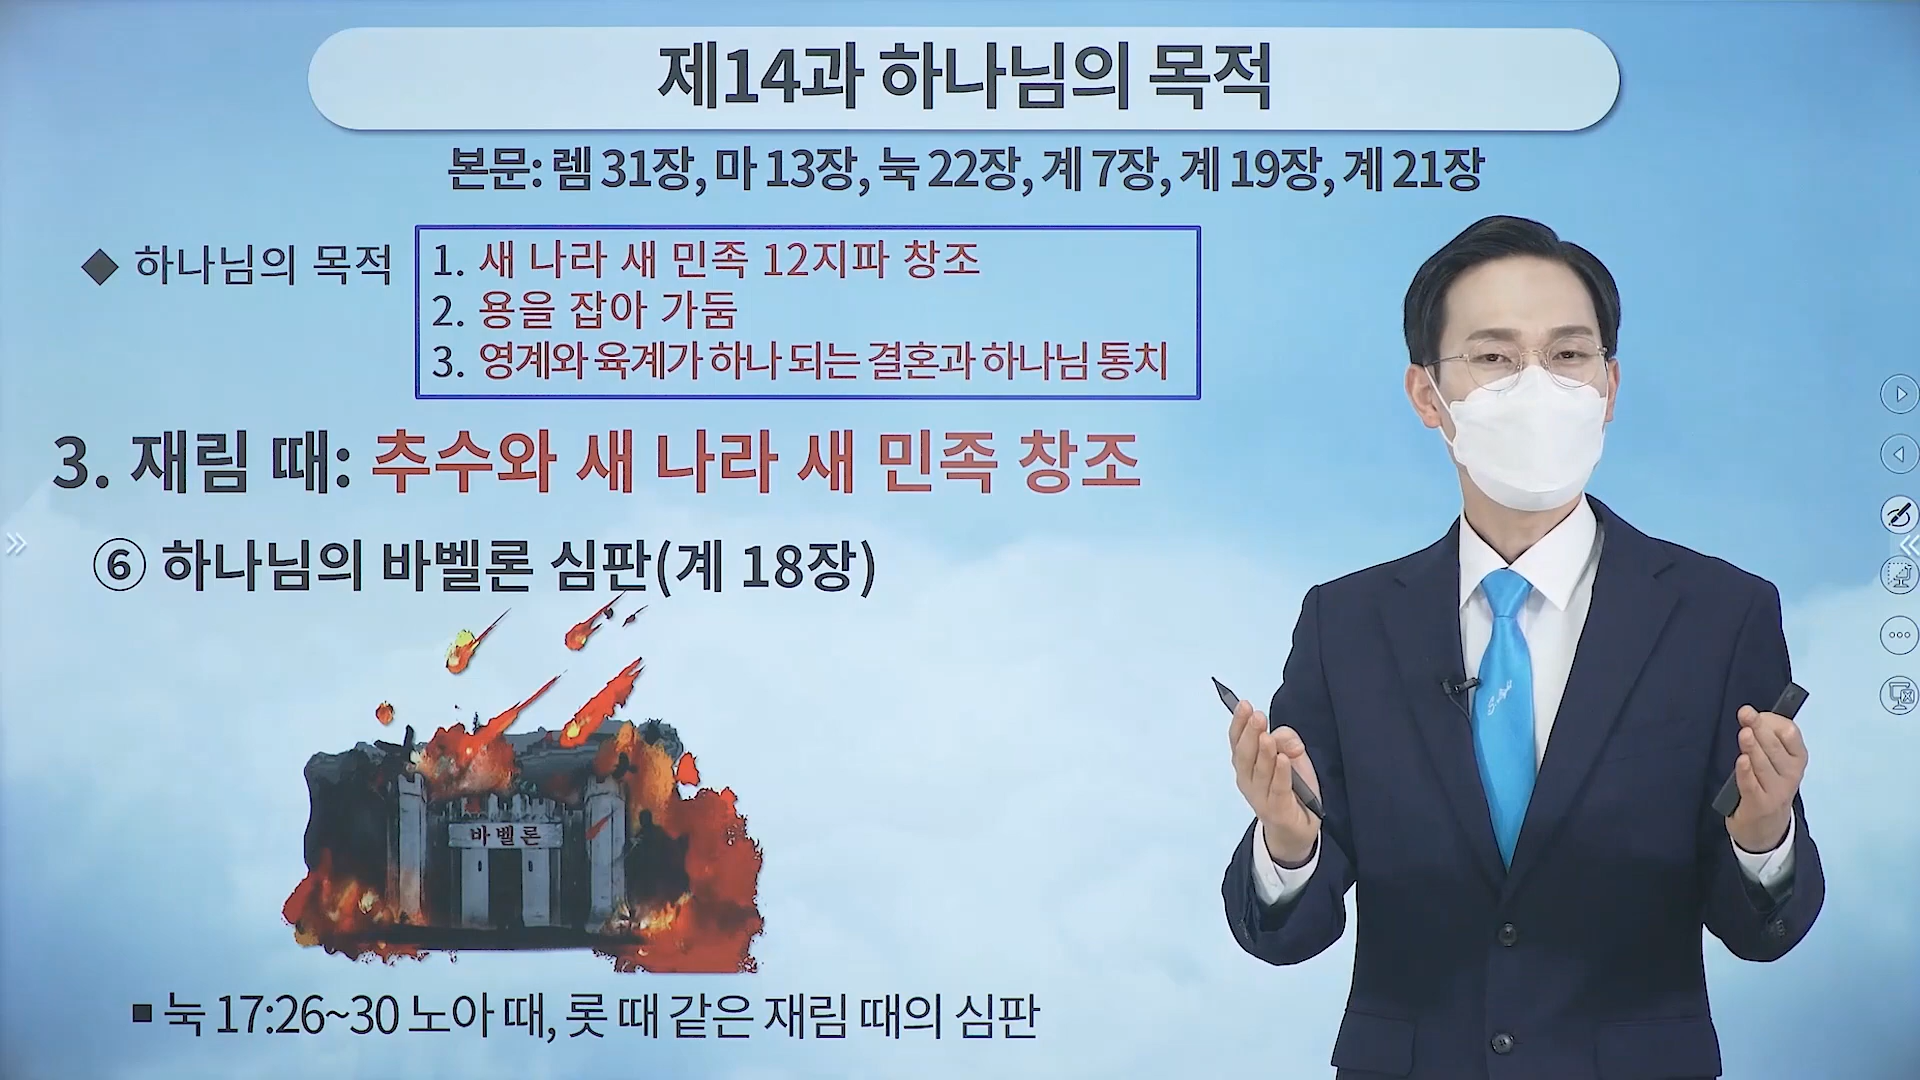 제14과 하나님의 목적
본문: 렘 31장, 마 13장, 눅 22장, 계 7장, 계 19장, 계 21장
◆ 하나님의 목적
1. 새 나라 새 민족 12지파 창조
2. 용을 잡아 가둠
3. 영계와 육계가 하나 되는 결혼과 하나님 통치
3. 재림 때: 추수와 새 나라 새 민족 창조
⑥ 하나님의 바벨론 심판(계 18장)
바벨론
■ 눅 17:26~30 노아 때, 롯 때 같은 재림 때의 심판